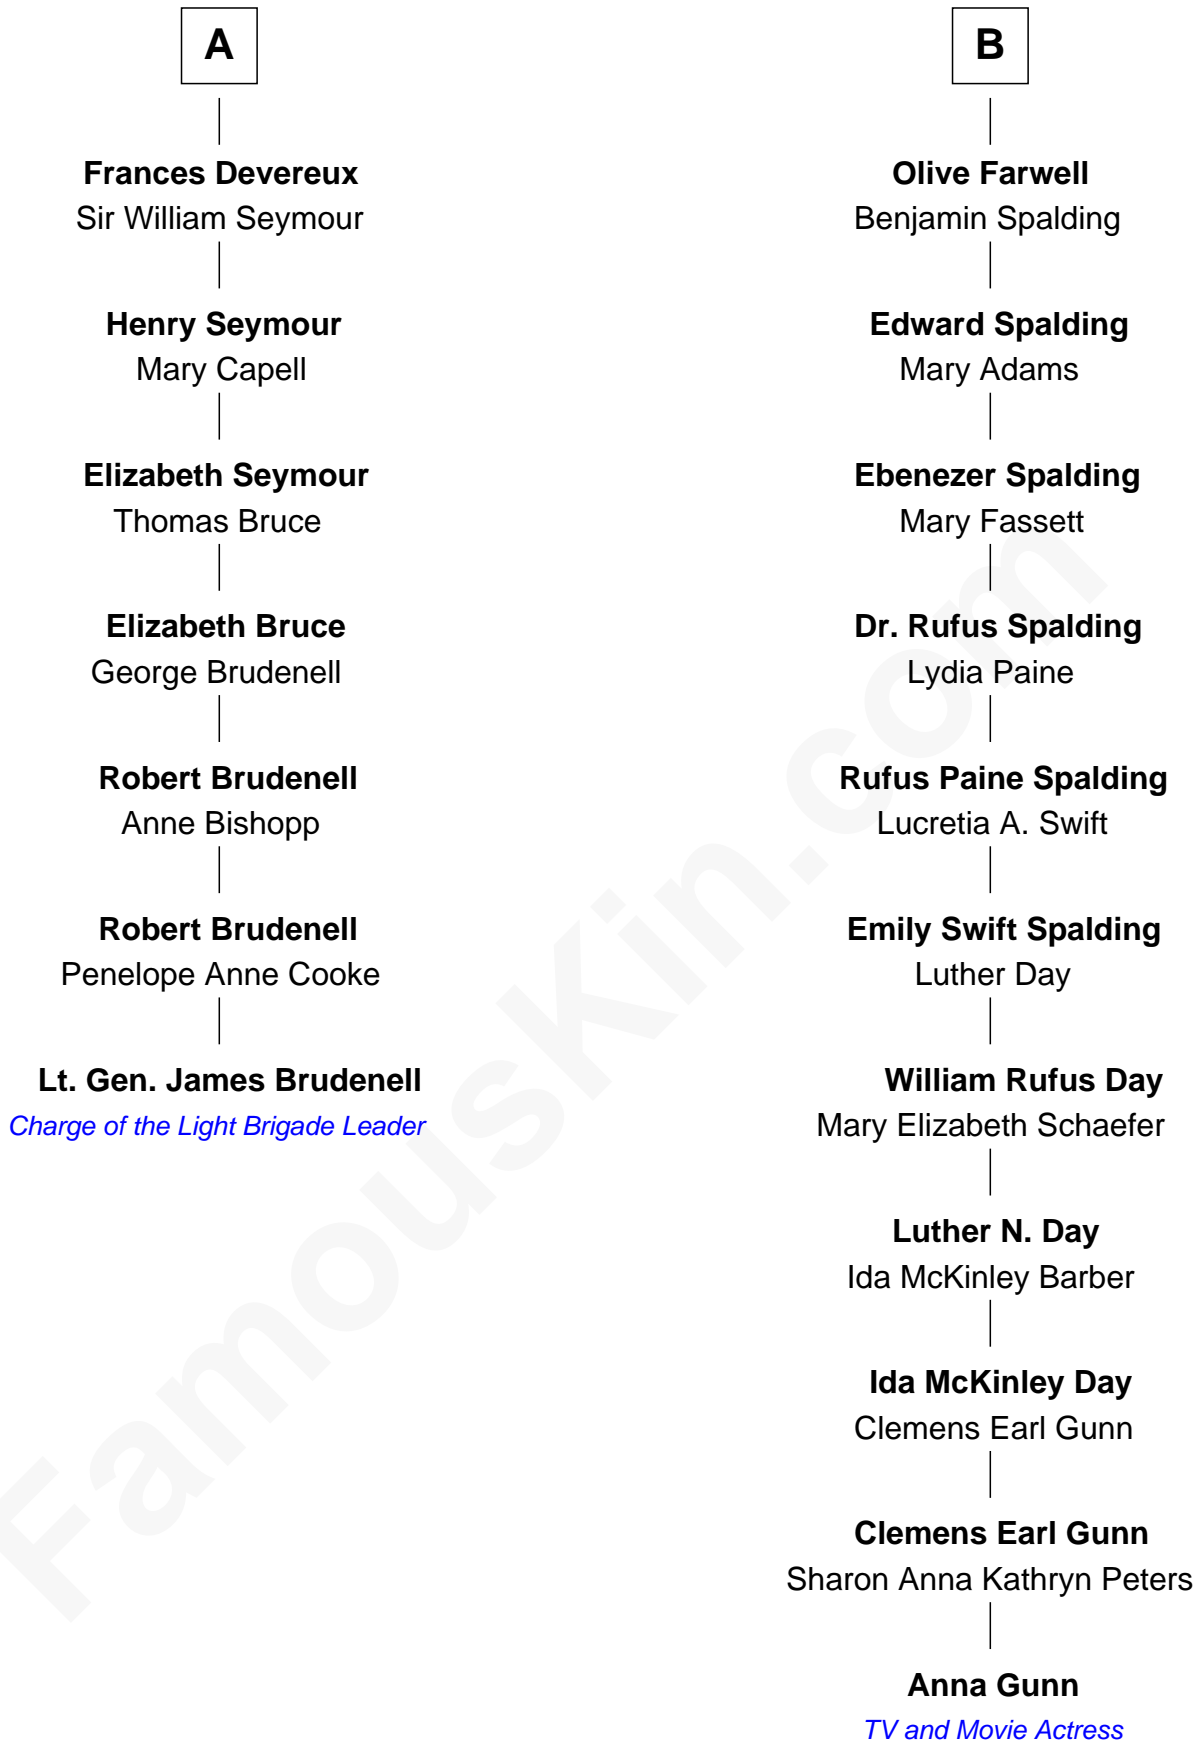 A
Frances Devereux
Sir William Seymour
Henry Seymour
Mary Capell
Elizabeth Seymour
Thomas Bruce
Elizabeth Bruce
George Brudenell
Robert Brudenell
Anne Bishopp
Robert Brudenell
Penelope Anne Cooke
Lt. Gen. James Brudenell
Charge of the Light Brigade Leader
B
Olive Farwell
Benjamin Spalding
Edward Spalding
Mary Adams
Ebenezer Spalding
Mary Fassett
Dr. Rufus Spalding
Lydia Paine
Rufus Paine Spalding
Lucretia A. Swift
Emily Swift Spalding
Luther Day
William Rufus Day
Mary Elizabeth Schaefer
Luther N. Day
Ida McKinley Barber
Ida McKinley Day
Clemens Earl Gunn
Clemens Earl Gunn
Sharon Anna Kathryn Peters
Anna Gunn
TV and Movie Actress
FamousKin.com